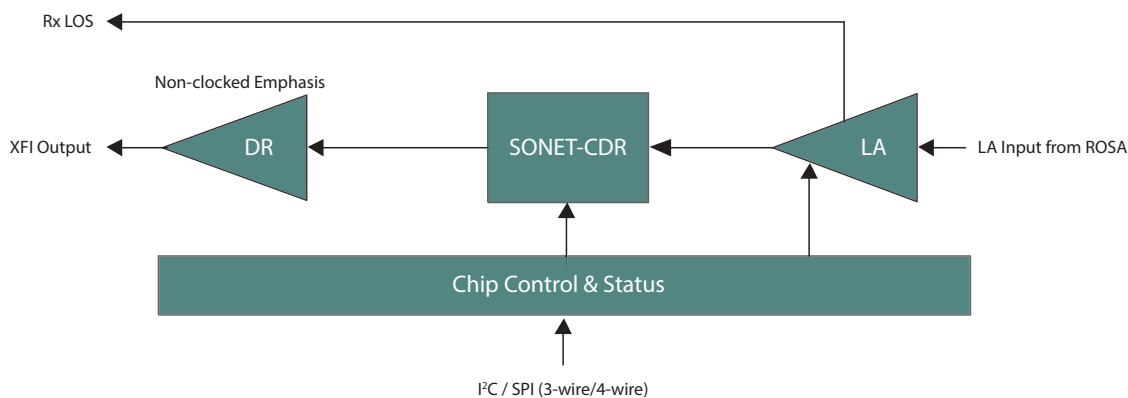 Rx LOS
Non-clocked Emphasis
XFI Output
DR
SONET-CDR
LA
LA Input from ROSA
Chip Control & Status
I²C / SPI (3-wire/4-wire)